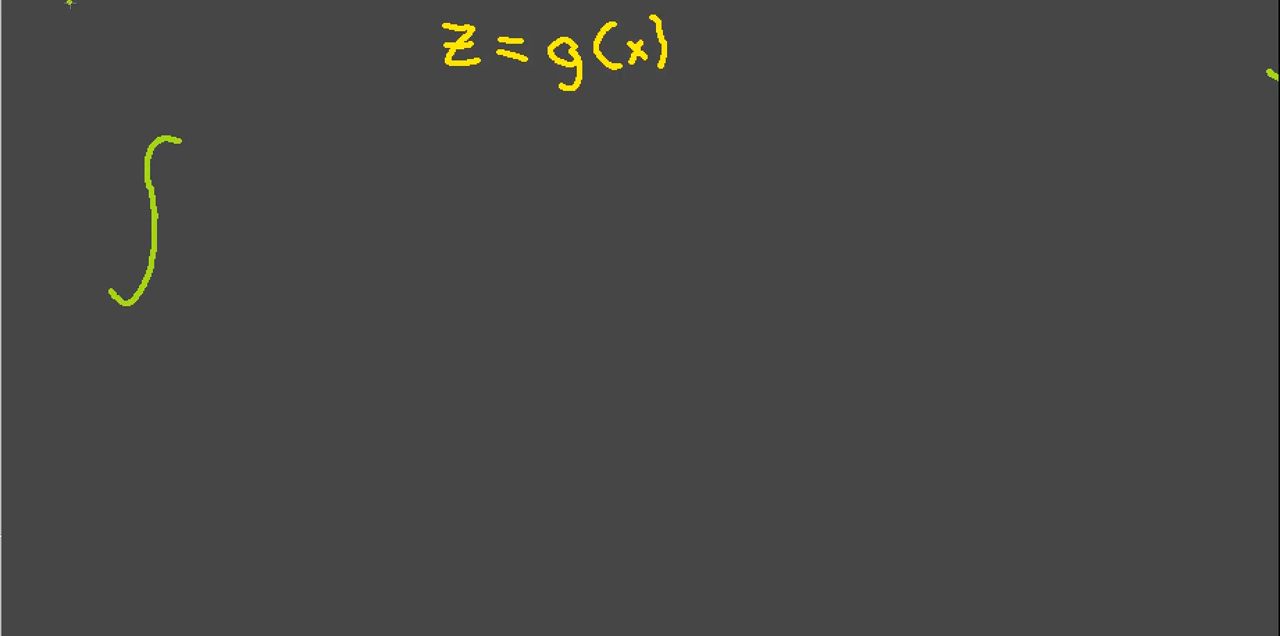 z = g(x)
∫